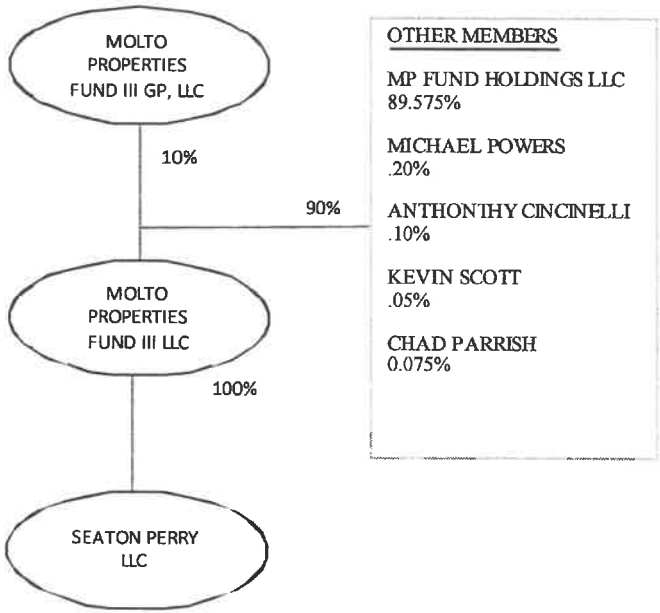 MOLTO
PROPERTIES
FUND III GP, LLC
10%
90%
MOLTO
PROPERTIES
FUND III LLC
100%
SEATON PERRY
LLC
OTHER MEMBERS
MP FUND HOLDINGS LLC
89.575%
MICHAEL POWERS
.20%
ANTHONTHY CINCINELLI
.10%
KEVIN SCOTT
.05%
CHAD PARRISH
0.075%